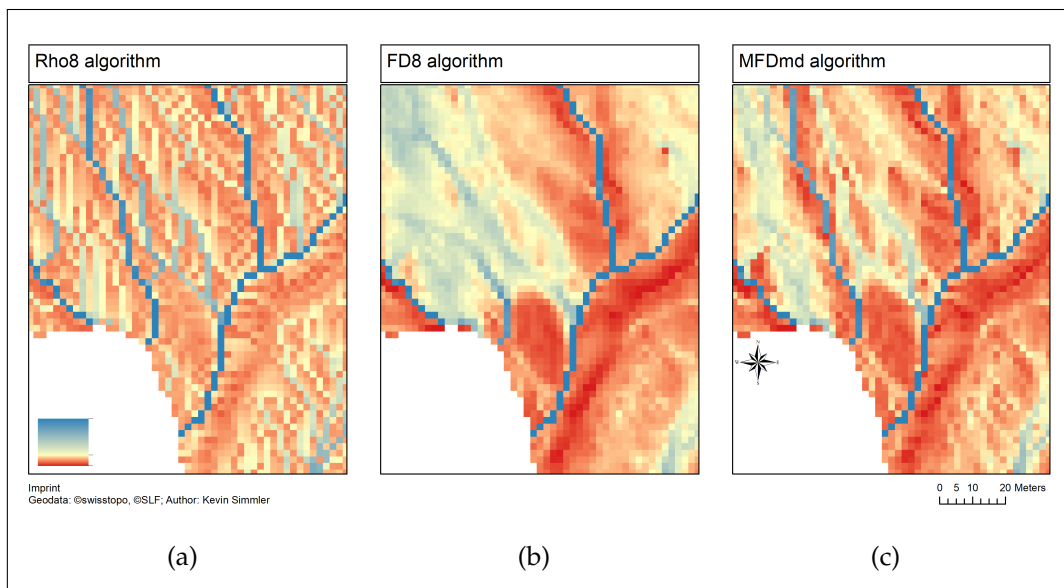 Rho8 algorithm
FD8 algorithm
MFDmd algorithm
N
W E
S
Imprint
Geodata: ©swisstopo, ©SLF; Author: Kevin Simmler
0 5 10 20 Meters
(a)
(b)
(c)